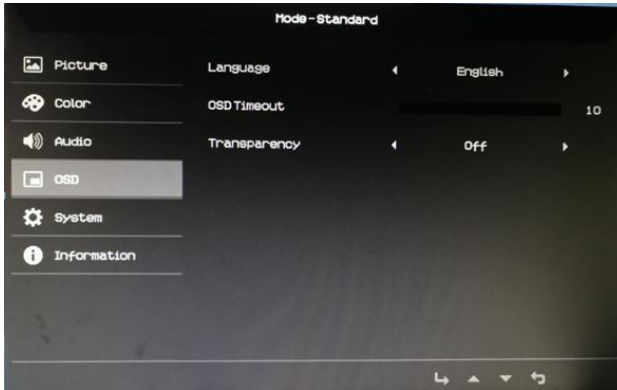 Mode-Standard
Picture
Language English
Color
OSD Timeout 10
Audio
Transparency Off
OSD
System
Information